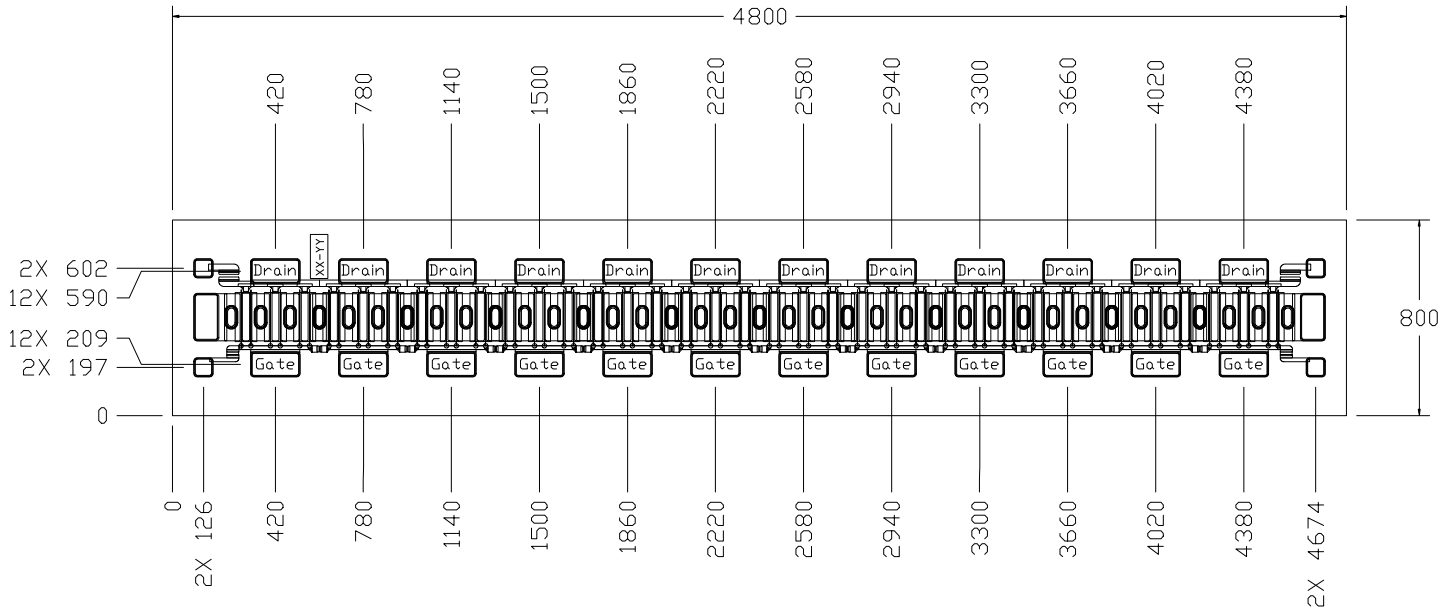 4800
420 780 1140 1500 1860 2220 2580 2940 3300 3660 4020 4380
XX-YY
2X 602
Drain Drain Drain Drain Drain Drain Drain Drain Drain Drain Drain Drain
12X 590
800
12X 209
2X 197
Gate Gate Gate Gate Gate Gate Gate Gate Gate Gate Gate Gate
0
0 2X 126 420 780 1140 1500 1860 2220 2580 2940 3300 3660 4020 4380 2X 4674